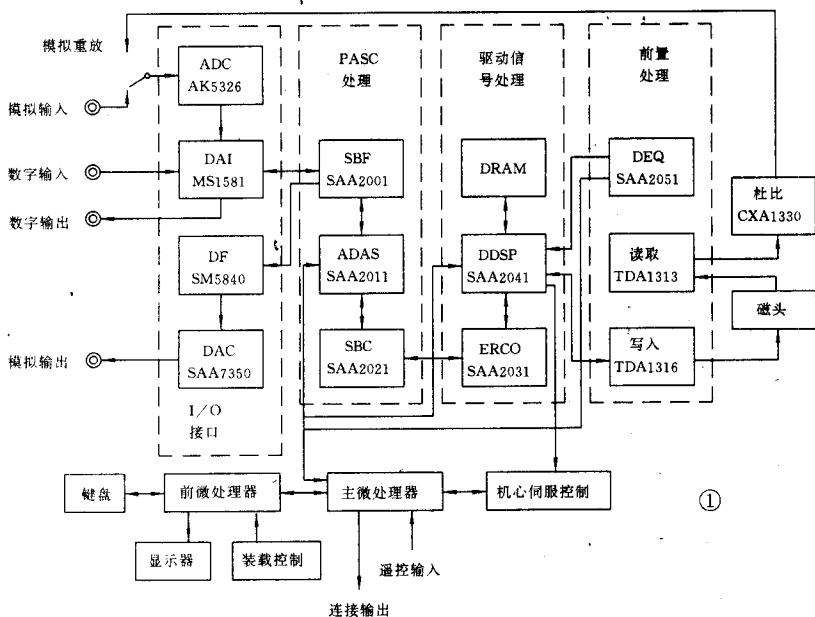 模拟重放
模拟输入
数字输入
数字输出
模拟输出
ADC
AK5326
DAI
MS1581
DF
SM5840
DAC
SAA7350
I/O
接口
PASC
处理
SBF
SAA2001
ADAS
SAA2011
SBC
SAA2021
驱动信
号处理
DRAM
DDSP
SAA2041
ERCO
SAA2031
前置
处理
DEQ
SAA2051
读取
TDA1313
写入
TDA1316
杜比
CXA1330
磁头
键盘
前微处理器
主微处理器
机心伺服控制
显示器
装载控制
遥控输入
连接输出
①